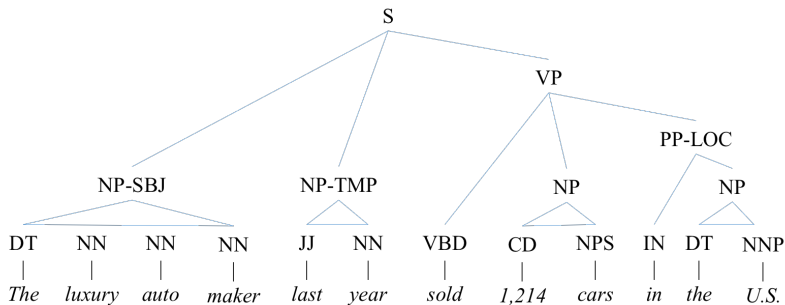 S
VP
PP-LOC
NP-SBJ NP-TMP NP NP
DT NN NN NN JJ NN VBD CD NPS IN DT NNP
The luxury auto maker last year sold 1,214 cars in the U.S.